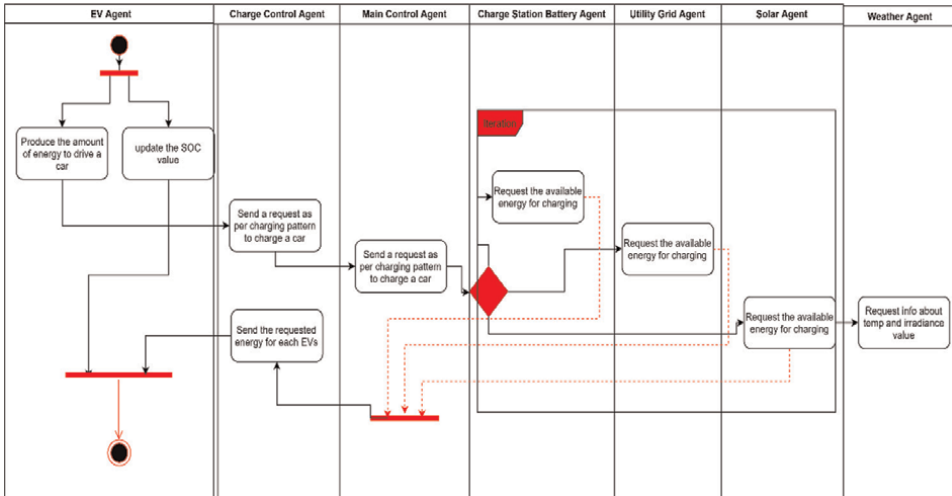 EV Agent
Charge Control Agent
Main Control Agent
Charge Station Battery Agent
Utility Grid Agent
Solar Agent
Weather Agent
Produce the amount
of energy to drive a
car
update the SOC
value
Send a request as
per charging pattern
to charge a car
Send a request as
per charging pattern
to charge a car
Send the requested
energy for each EVs
Request the available
energy for charging
Request the available
energy for charging
Request the available
energy for charging
Request info about
temp and irradiance
value